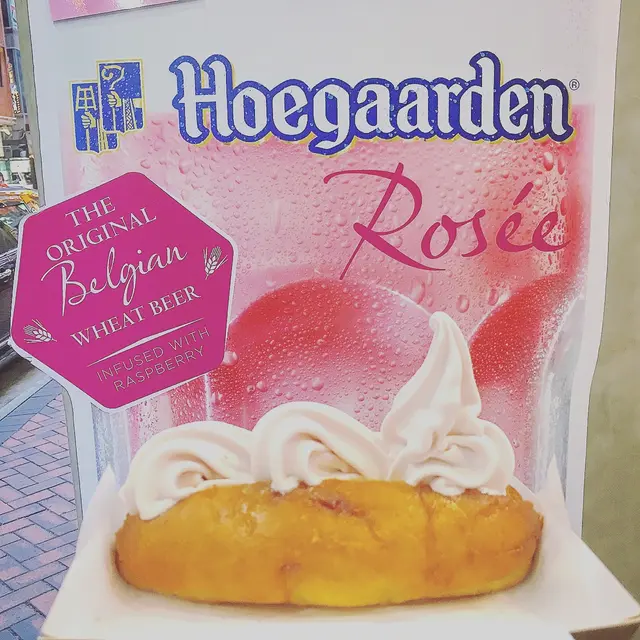 Hoegaarden®
Rosée
THE
ORIGINAL
Belgian
WHEAT BEER
INFUSED WITH
RASPBERRY